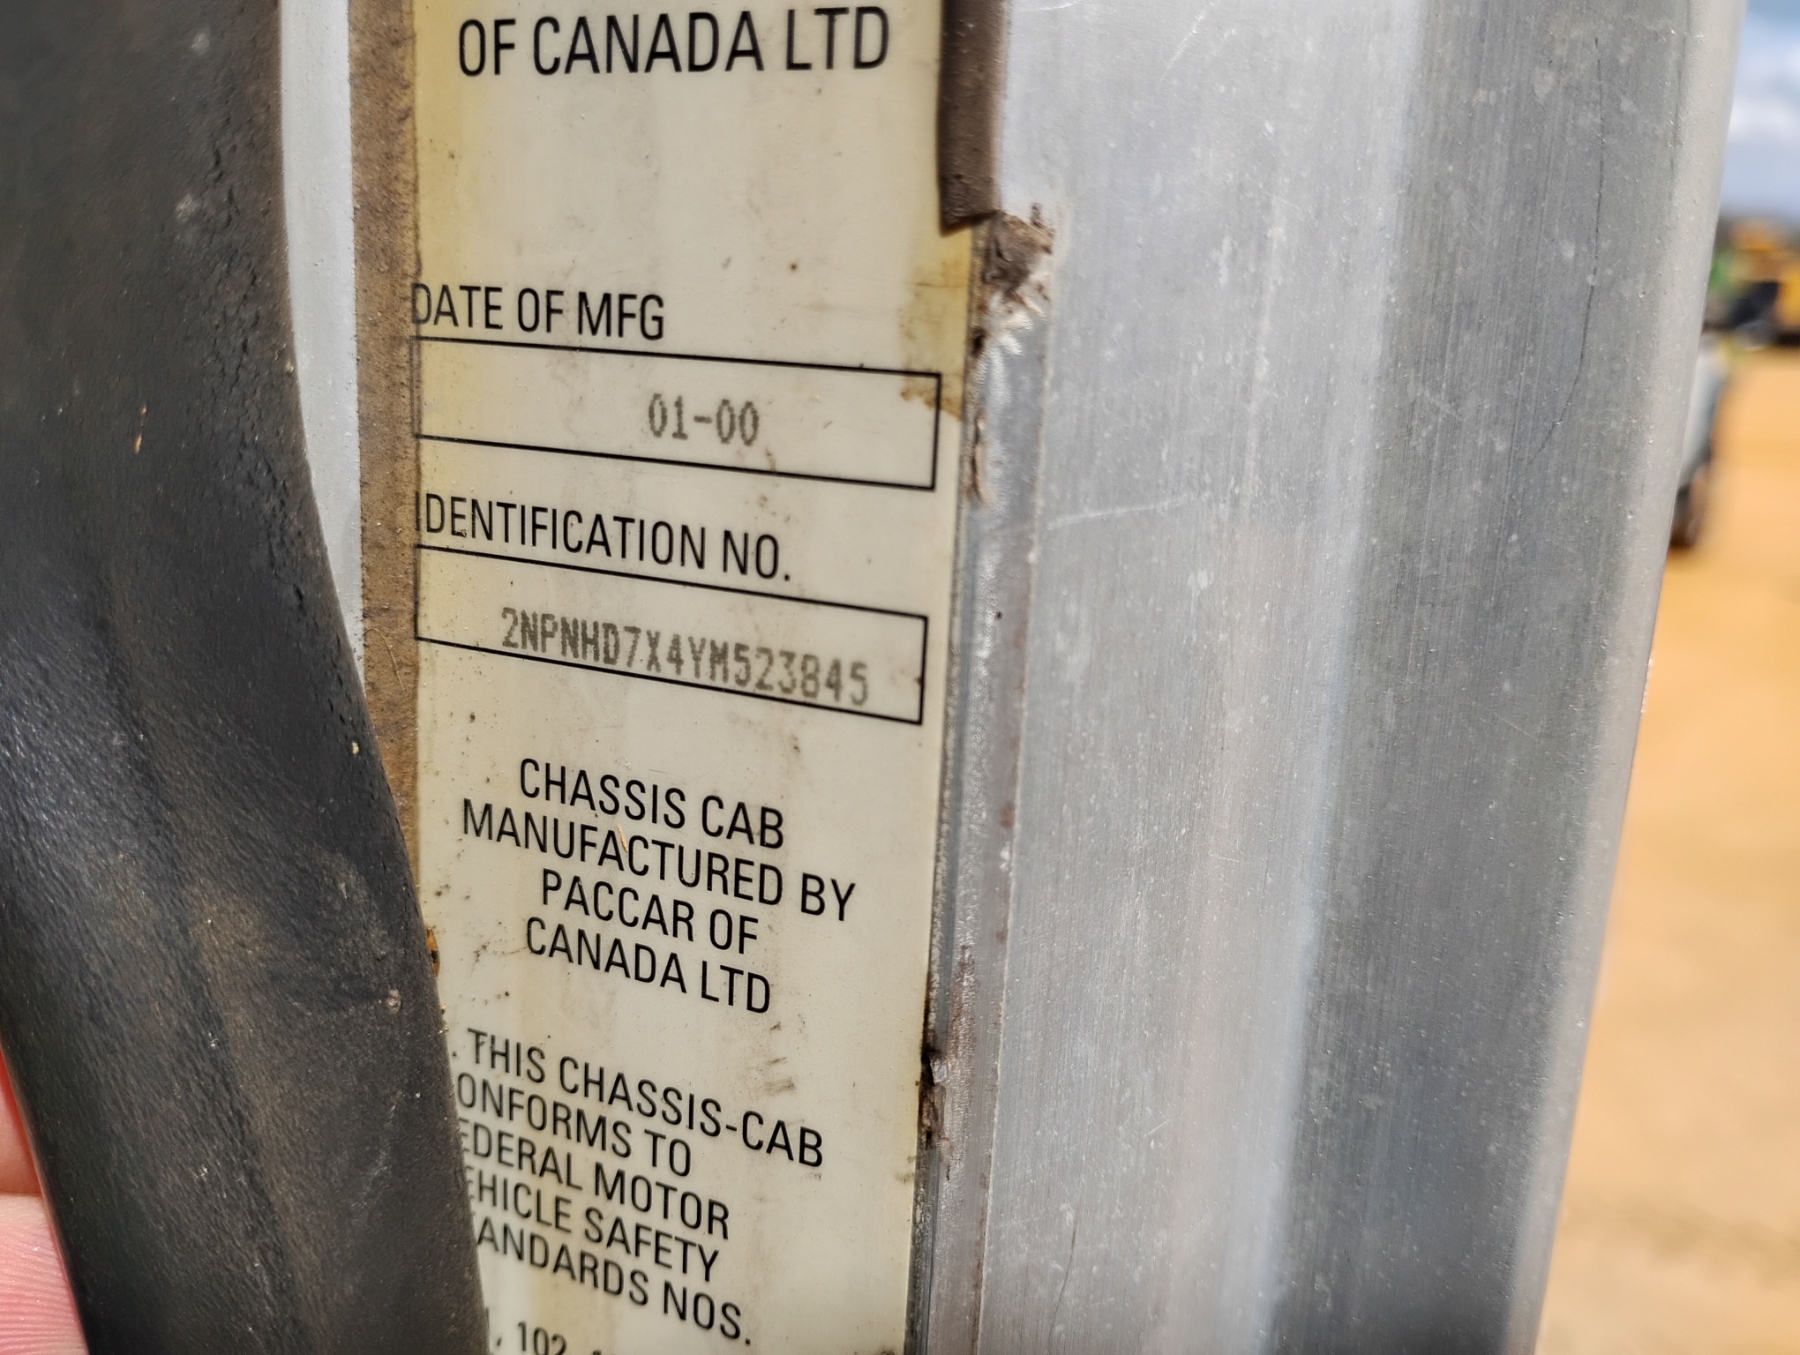 OF CANADA LTD
DATE OF MFG
01-00
IDENTIFICATION NO.
2NPNHD7X4YM523845
CHASSIS CAB
MANUFACTURED BY
PACCAR OF
CANADA LTD
. THIS CHASSIS-CAB
ONFORMS TO
EDERAL MOTOR
EHICLE SAFETY
ANDARDS NOS.
, 102